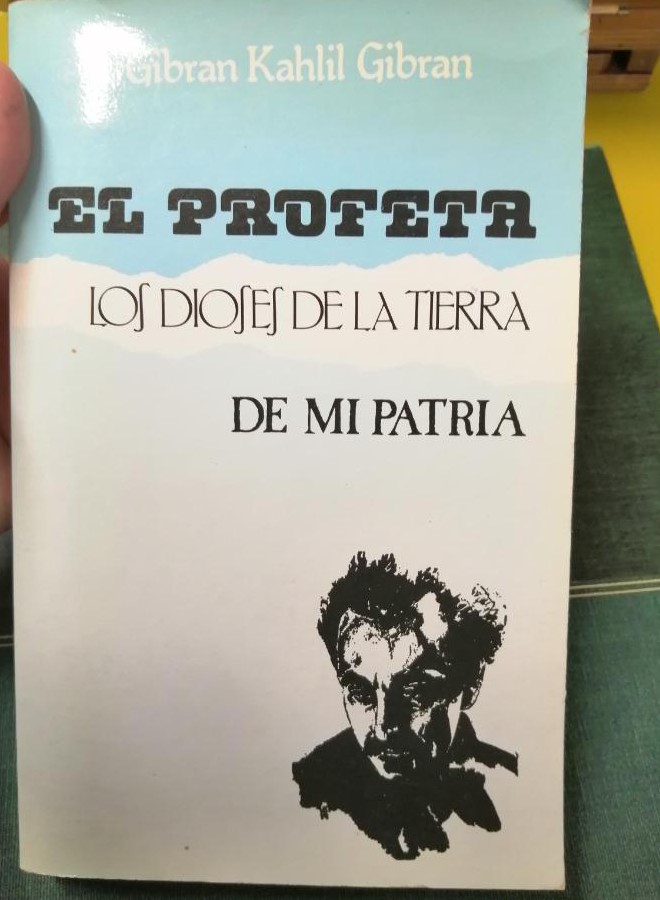 Gibran Kahlil Gibran
EL PROFETA
LOS DIOSES DE LA TIERRA
DE MI PATRIA